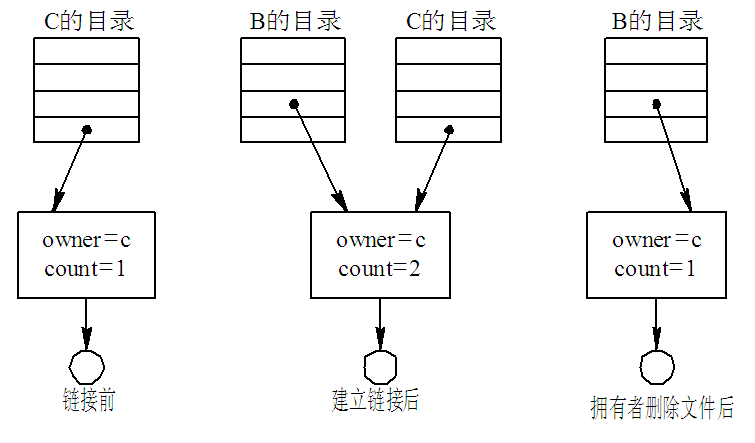 C的目录
B的目录
C的目录
B的目录
owner=c
count=1
owner=c
count=2
owner=c
count=1
链接前
建立链接后
拥有者删除文件后